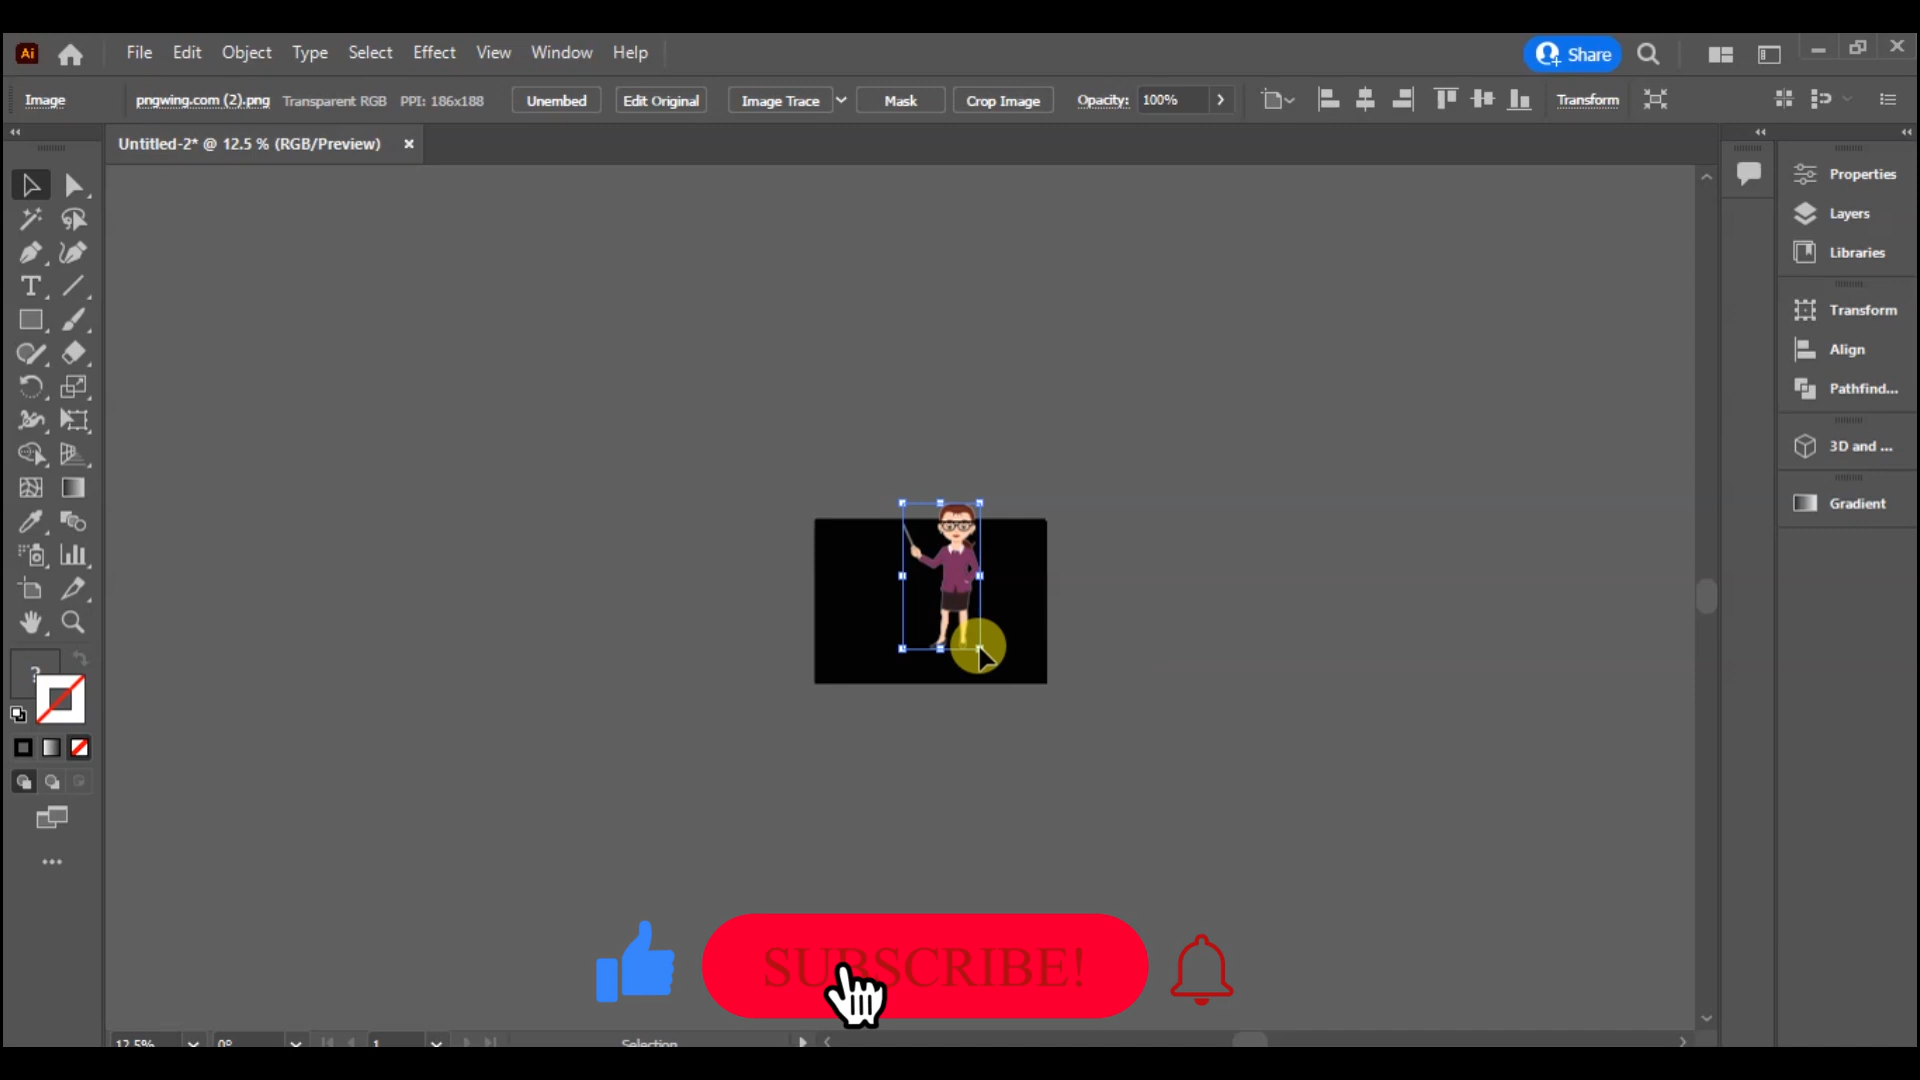 Ai File Edit Object Type Select Effect View Window Help Share
Image pngwing.com (2).png Transparent RGB PPI: 186x188 Unembed Edit Original Image Trace Mask Crop Image Opacity: 100% Transform
Untitled-2* @ 12.5 % (RGB/Preview)
Properties
Layers
Libraries
Transform
Align
Pathfind...
3D and ...
Gradient
?
SUBSCRIBE!
12.5% 0° 1 Selection